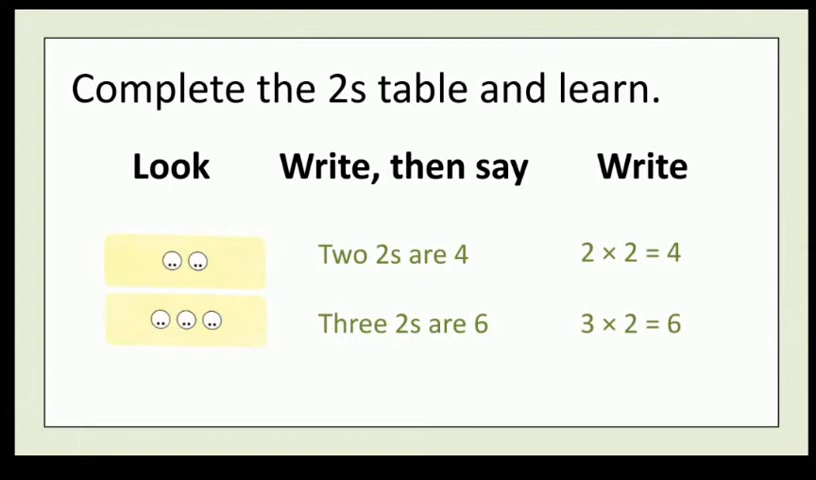 Complete the 2s table and learn.
Look Write, then say Write
Two 2s are 4 2 × 2 = 4
Three 2s are 6 3 × 2 = 6